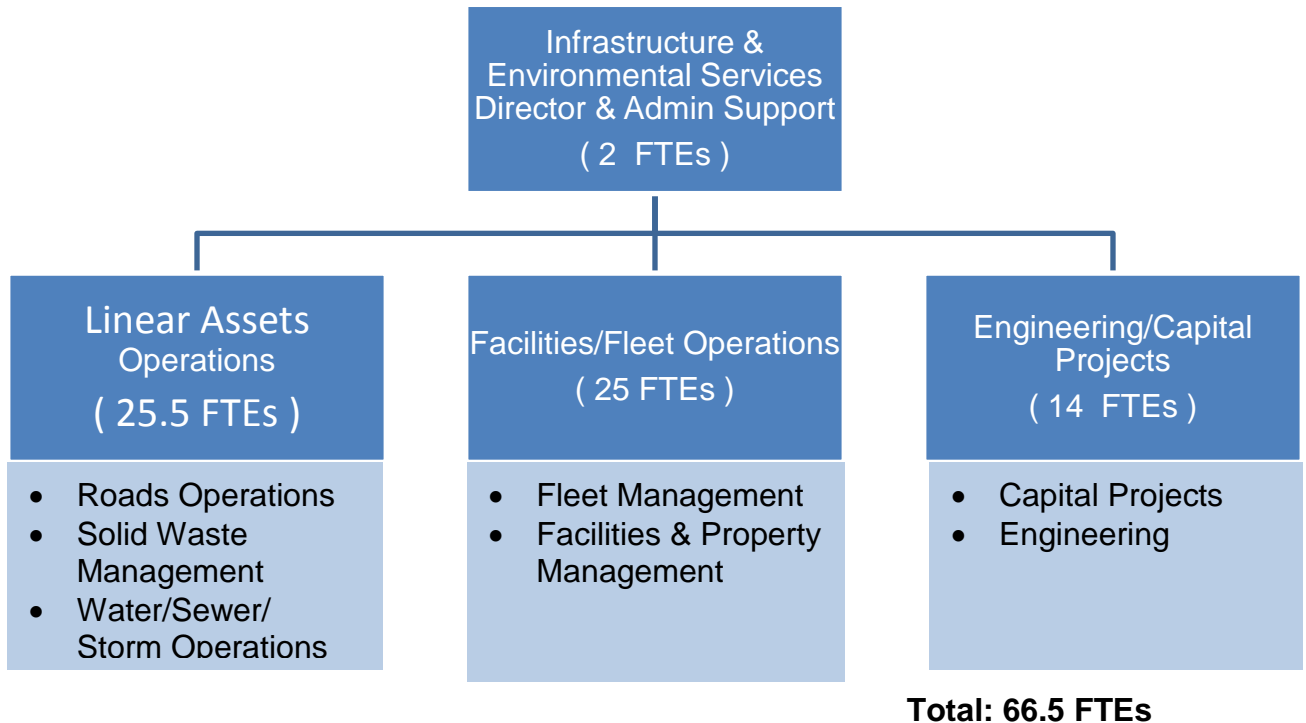 Infrastructure &
Environmental Services
Director & Admin Support
( 2 FTEs )
Linear Assets
Operations
( 25.5 FTEs )
Facilities/Fleet Operations
( 25 FTEs )
Engineering/Capital
Projects
( 14 FTEs )
• Roads Operations
• Solid Waste
Management
• Water/Sewer/
Storm Operations
• Fleet Management
• Facilities & Property
Management
• Capital Projects
• Engineering
Total: 66.5 FTEs